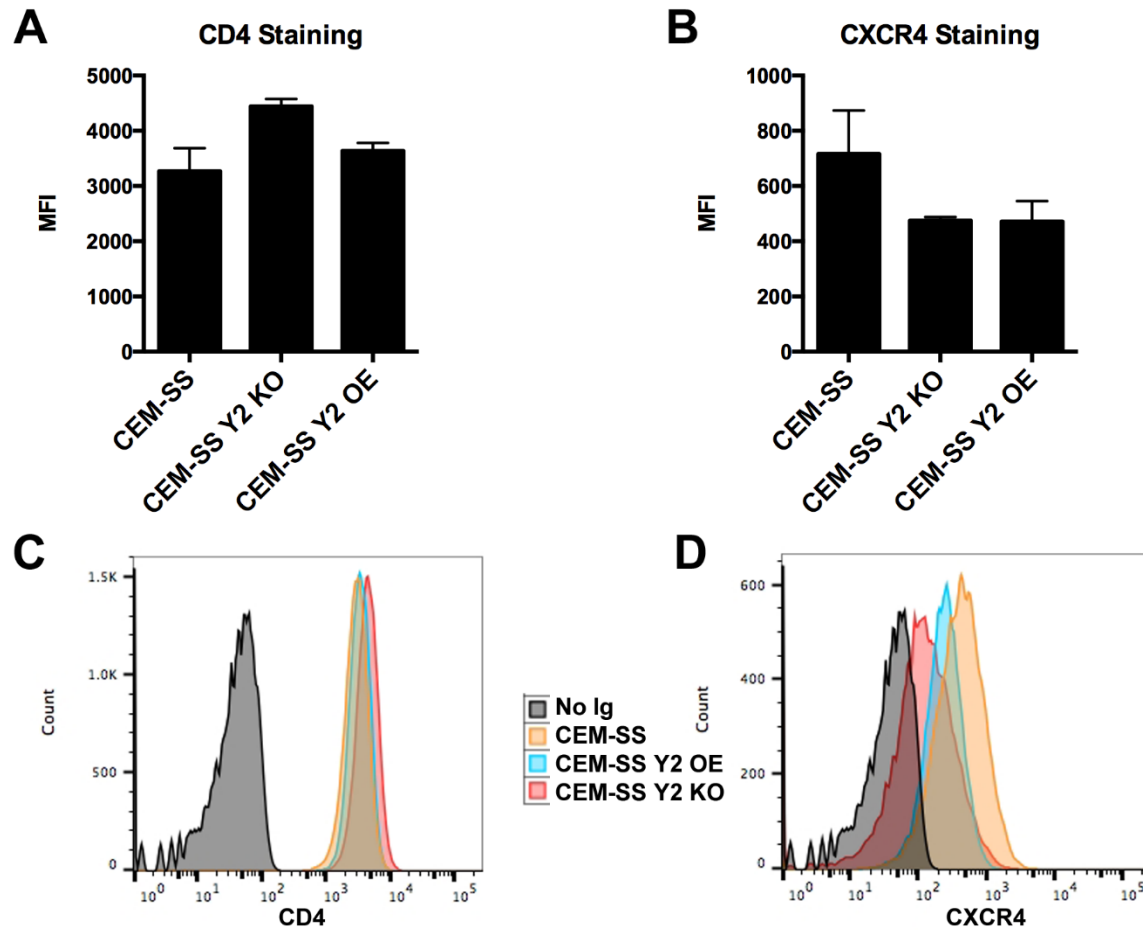 A
CD4 Staining
5000
4000
3000
2000
1000
0
MFI
CEM-SS
CEM-SS Y2 KO
CEM-SS Y2 OE
B
CXCR4 Staining
1000
800
600
400
200
0
MFI
CEM-SS
CEM-SS Y2 KO
CEM-SS Y2 OE
C
1.5K
1.0K
500
0
Count
10^0 10^1 10^2 10^3 10^4 10^5
CD4
No Ig
CEM-SS
CEM-SS Y2 OE
CEM-SS Y2 KO
D
600
400
200
0
Count
10^0 10^1 10^2 10^3 10^4 10^5
CXCR4